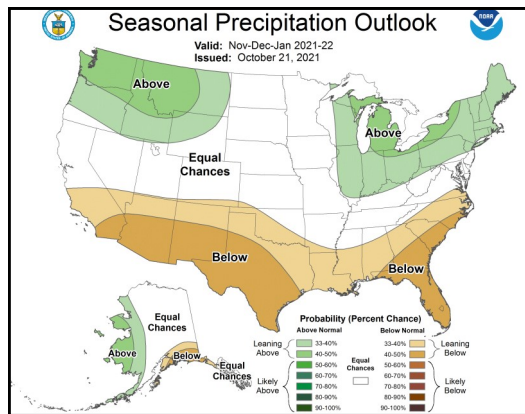 Seasonal Precipitation Outlook
Valid: Nov-Dec-Jan 2021-22
Issued: October 21, 2021
NOAA
Above
Above
Equal
Chances
Below
Below
Equal
Chances
Above
Below
Equal
Chances
Probability (Percent Chance)
Above Normal
Below Normal
Leaning
Above
33-40%
40-50%
Likely
Above
50-60%
60-70%
70-80%
80-90%
90-100%
Equal
Chances
33-40%
40-50%
Leaning
Below
50-60%
60-70%
70-80%
80-90%
90-100%
Likely
Below